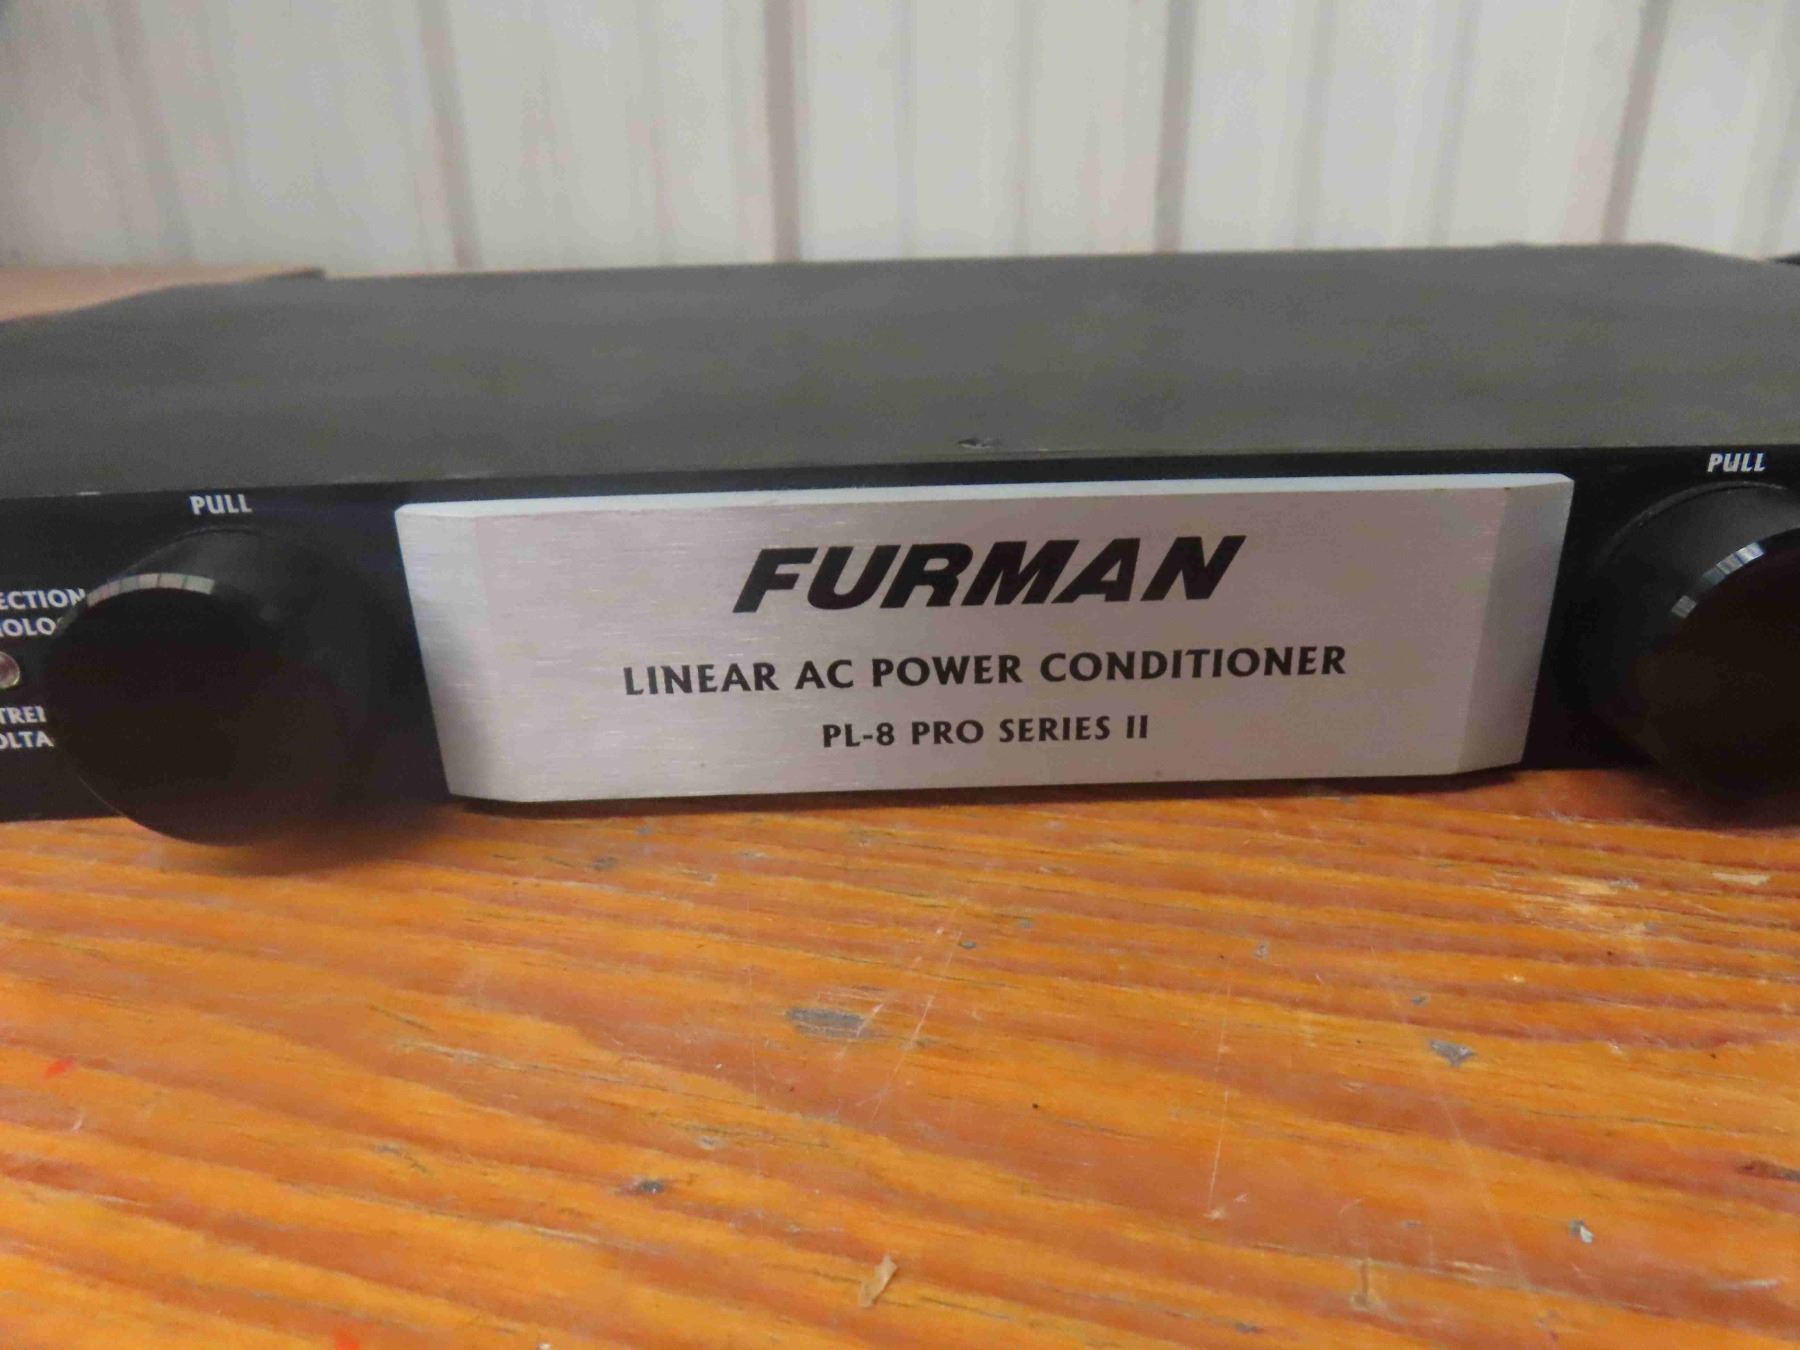 PULL
PULL
FURMAN
LINEAR AC POWER CONDITIONER
PL-8 PRO SERIES II